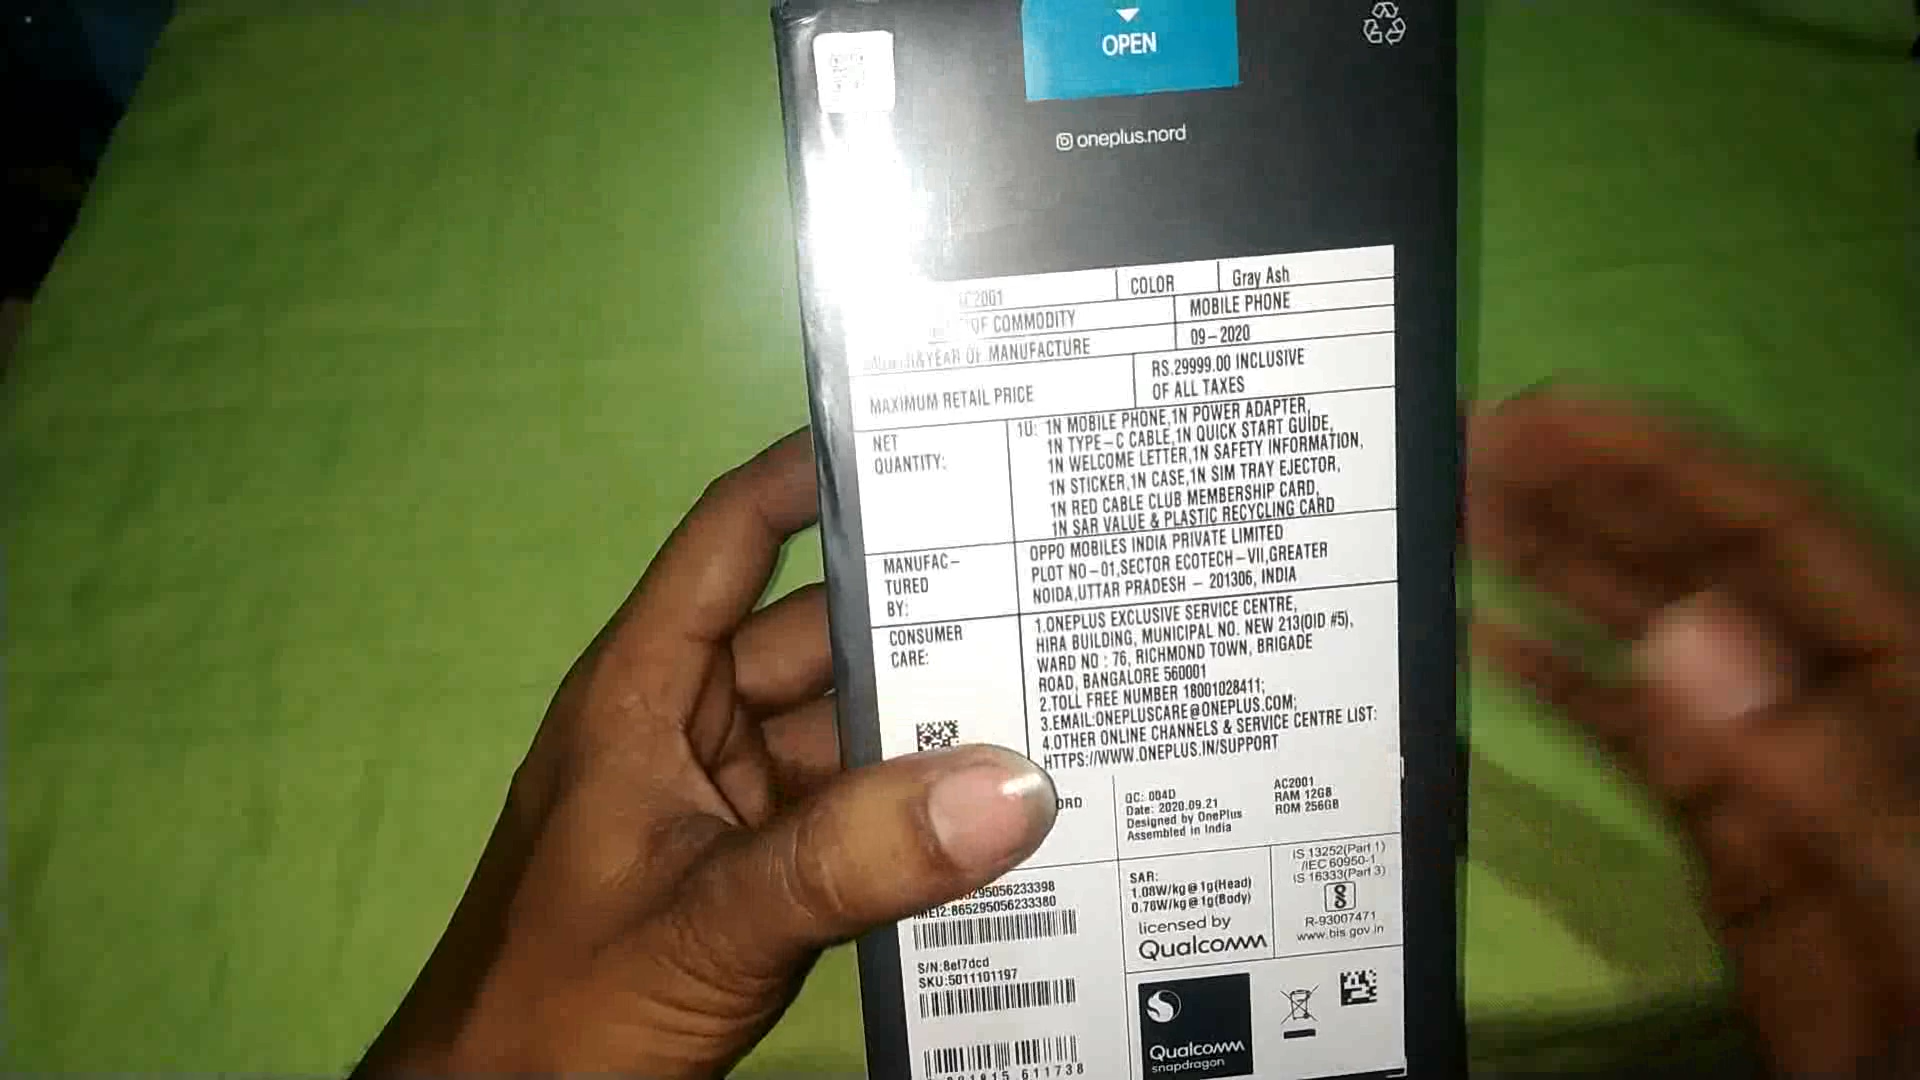 OPEN
oneplus.nord
AC2001
COLOR
Gray Ash
OF COMMODITY
MOBILE PHONE
MONTH&YEAR OF MANUFACTURE
09-2020
MAXIMUM RETAIL PRICE
RS.29999.00 INCLUSIVE
OF ALL TAXES
NET
QUANTITY:
1U: 1N MOBILE PHONE,1N POWER ADAPTER,
1N TYPE-C CABLE,1N QUICK START GUIDE,
1N WELCOME LETTER,1N SAFETY INFORMATION,
1N STICKER,1N CASE,1N SIM TRAY EJECTOR,
1N RED CABLE CLUB MEMBERSHIP CARD,
1N SAR VALUE & PLASTIC RECYCLING CARD
MANUFAC-
TURED
BY:
OPPO MOBILES INDIA PRIVATE LIMITED
PLOT NO-01,SECTOR ECOTECH-VII,GREATER
NOIDA,UTTAR PRADESH - 201306, INDIA
CONSUMER
CARE:
1.ONEPLUS EXCLUSIVE SERVICE CENTRE,
HIRA BUILDING, MUNICIPAL NO. NEW 213(OID #5),
WARD NO : 76, RICHMOND TOWN, BRIGADE
ROAD, BANGALORE 560001
2.TOLL FREE NUMBER 18001028411;
3.EMAIL:ONEPLUSCARE@ONEPLUS.COM;
4.OTHER ONLINE CHANNELS & SERVICE CENTRE LIST:
HTTPS://WWW.ONEPLUS.IN/SUPPORT
QC: 004D
Date: 2020.09.21
Designed by OnePlus
Assembled in India
AC2001
RAM 12GB
ROM 256GB
295056233398
IMEI2:865295056233380
S/N:8ef7dcd
SKU:5011101197
611738
SAR:
1.08W/kg@1g(Head)
0.78W/kg@1g(Body)
licensed by
Qualcomm
IS 13252(Part 1)
/IEC 60950-1
IS 16333(Part 3)
R-93007471
www.bis.gov.in
Qualcomm
snapdragon